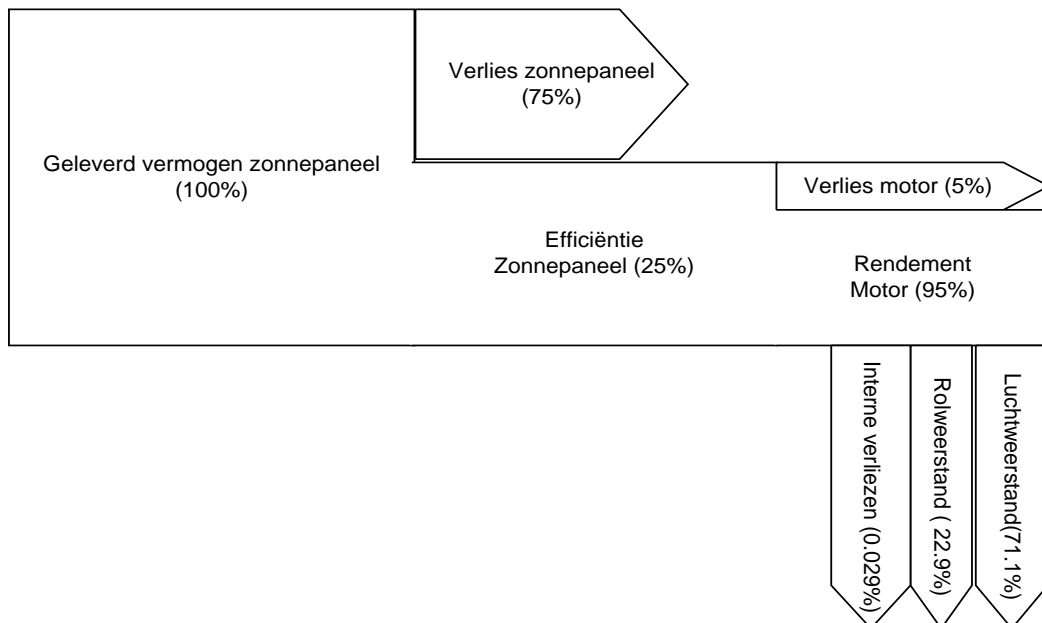 Verlies zonnepaneel
(75%)
Geleverd vermogen zonnepaneel
(100%)
Verlies motor (5%)
Efficiëntie
Zonnepaneel (25%)
Rendement
Motor (95%)
Interne verliezen (0.029%)
Rolweerstand ( 22.9%)
Luchtweerstand(71.1%)